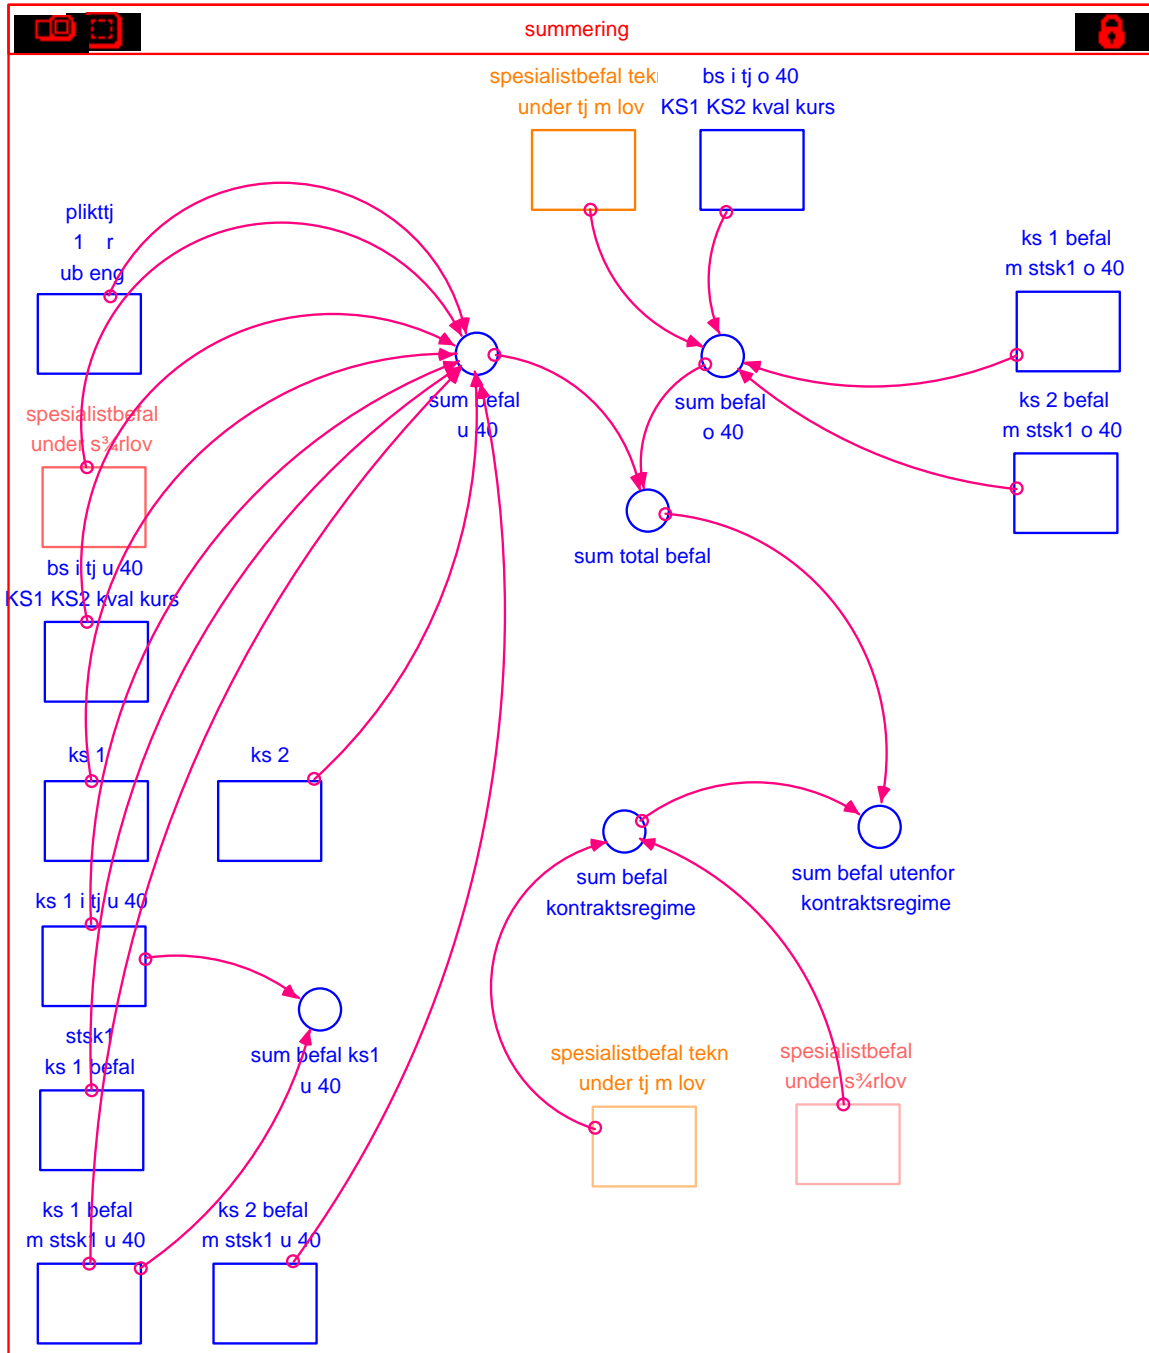 summering
spesialistbefal tek
under tj m lov
bs i tj o 40
KS1 KS2 kval kurs
plikttj
1 r
ub eng
ks 1 befal
m stsk1 o 40
sum befal
u 40
sum befal
o 40
ks 2 befal
m stsk1 o 40
spesialistbefal
under s¾rlov
sum total befal
bs i tj u 40
KS1 KS2 kval kurs
ks 1
ks 2
sum befal
kontraktsregime
sum befal utenfor
kontraktsregime
ks 1 i tj u 40
stsk1
ks 1 befal
sum befal ks1
u 40
spesialistbefal tekn
under tj m lov
spesialistbefal
under s¾rlov
ks 1 befal
m stsk1 u 40
ks 2 befal
m stsk1 u 40